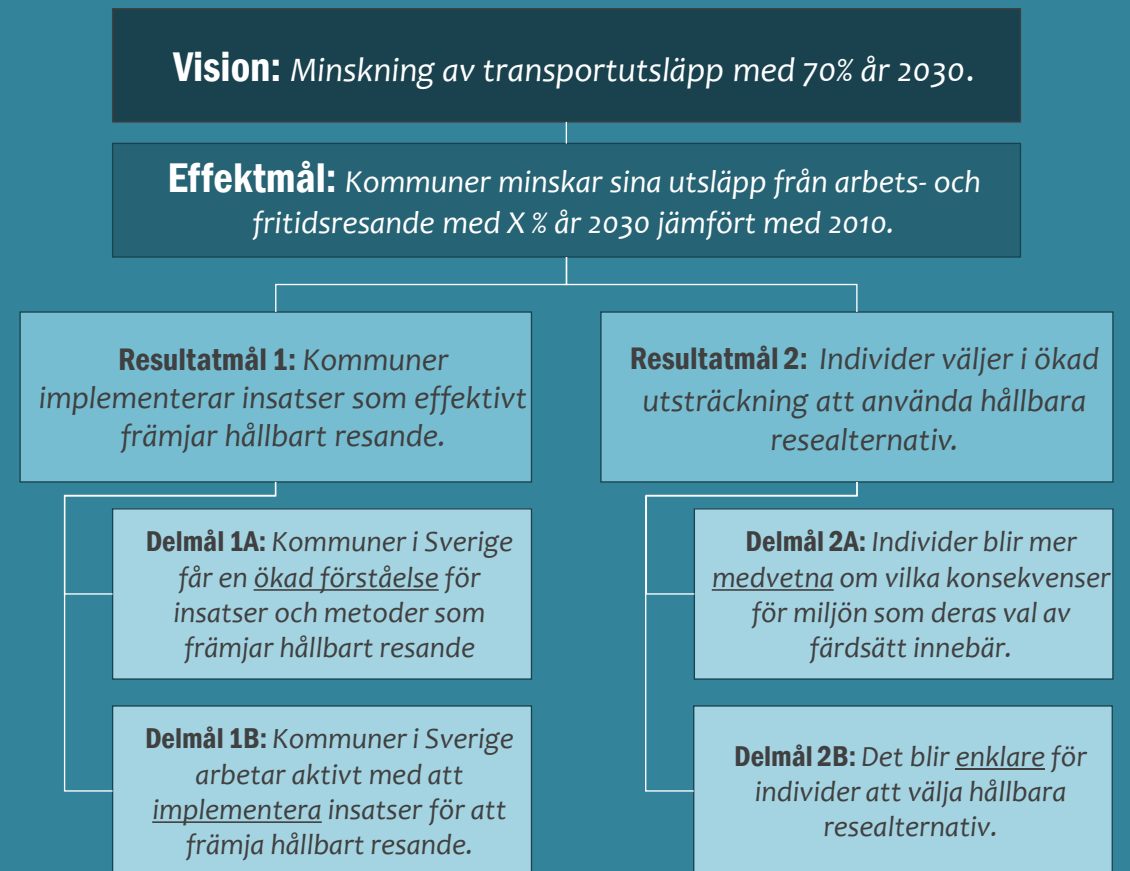 Vision: Minskning av transportutsläpp med 70% år 2030.
Effektmål: Kommuner minskar sina utsläpp från arbets- och
fritidsresande med X % år 2030 jämfört med 2010.
Resultatmål 1: Kommuner
implementerar insatser som effektivt
främjar hållbart resande.
Delmål 1A: Kommuner i Sverige
får en ökad förståelse för
insatser och metoder som
främjar hållbart resande
Delmål 1B: Kommuner i Sverige
arbetar aktivt med att
implementera insatser för att
främja hållbart resande.
Resultatmål 2: Individer väljer i ökad
utsträckning att använda hållbara
resealternativ.
Delmål 2A: Individer blir mer
medvetna om vilka konsekvenser
för miljön som deras val av
färdsätt innebär.
Delmål 2B: Det blir enklare för
individer att välja hållbara
resealternativ.